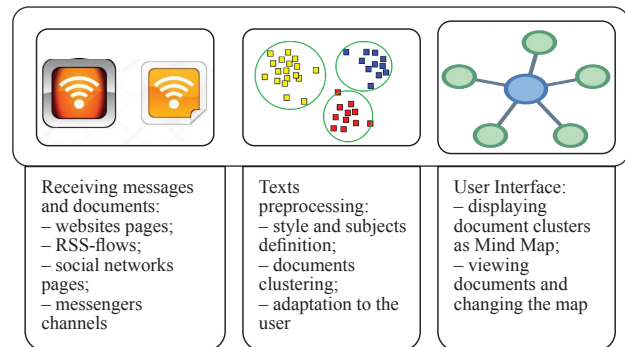 Receiving messages
and documents:
– websites pages;
– RSS-flows;
– social networks
pages;
– messengers
channels
Texts
preprocessing:
– style and subjects
definition;
– documents
clustering;
– adaptation to the
user
User Interface:
– displaying
document clusters
as Mind Map;
– viewing
documents and
changing the map